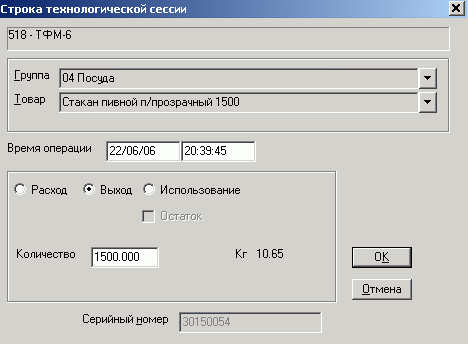 Строка технологической сессии
518 - ТФМ-6
Группа 04 Посуда
Товар Стакан пивной п/прозрачный 1500
Время операции 22/06/06 20:39:45
Расход Выход Использование
Остаток
Количество 1500.000 Кг 10.65 OK
Отмена
Серийный номер 30150054